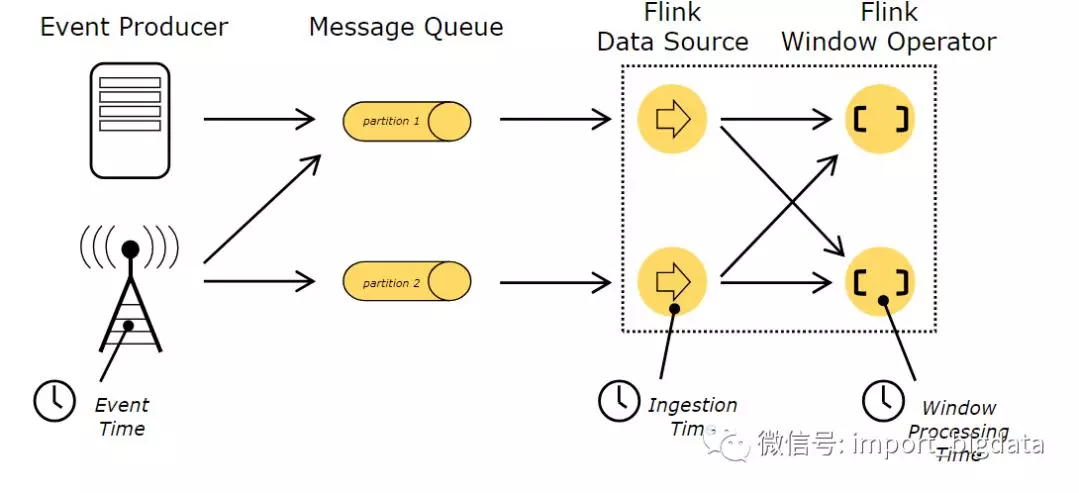 Event Producer
Message Queue
Flink
Data Source
Flink
Window Operator
partition 1
partition 2
Event
Time
Ingestion
Time
Window
Processing
Time
微信号: import_bigdata